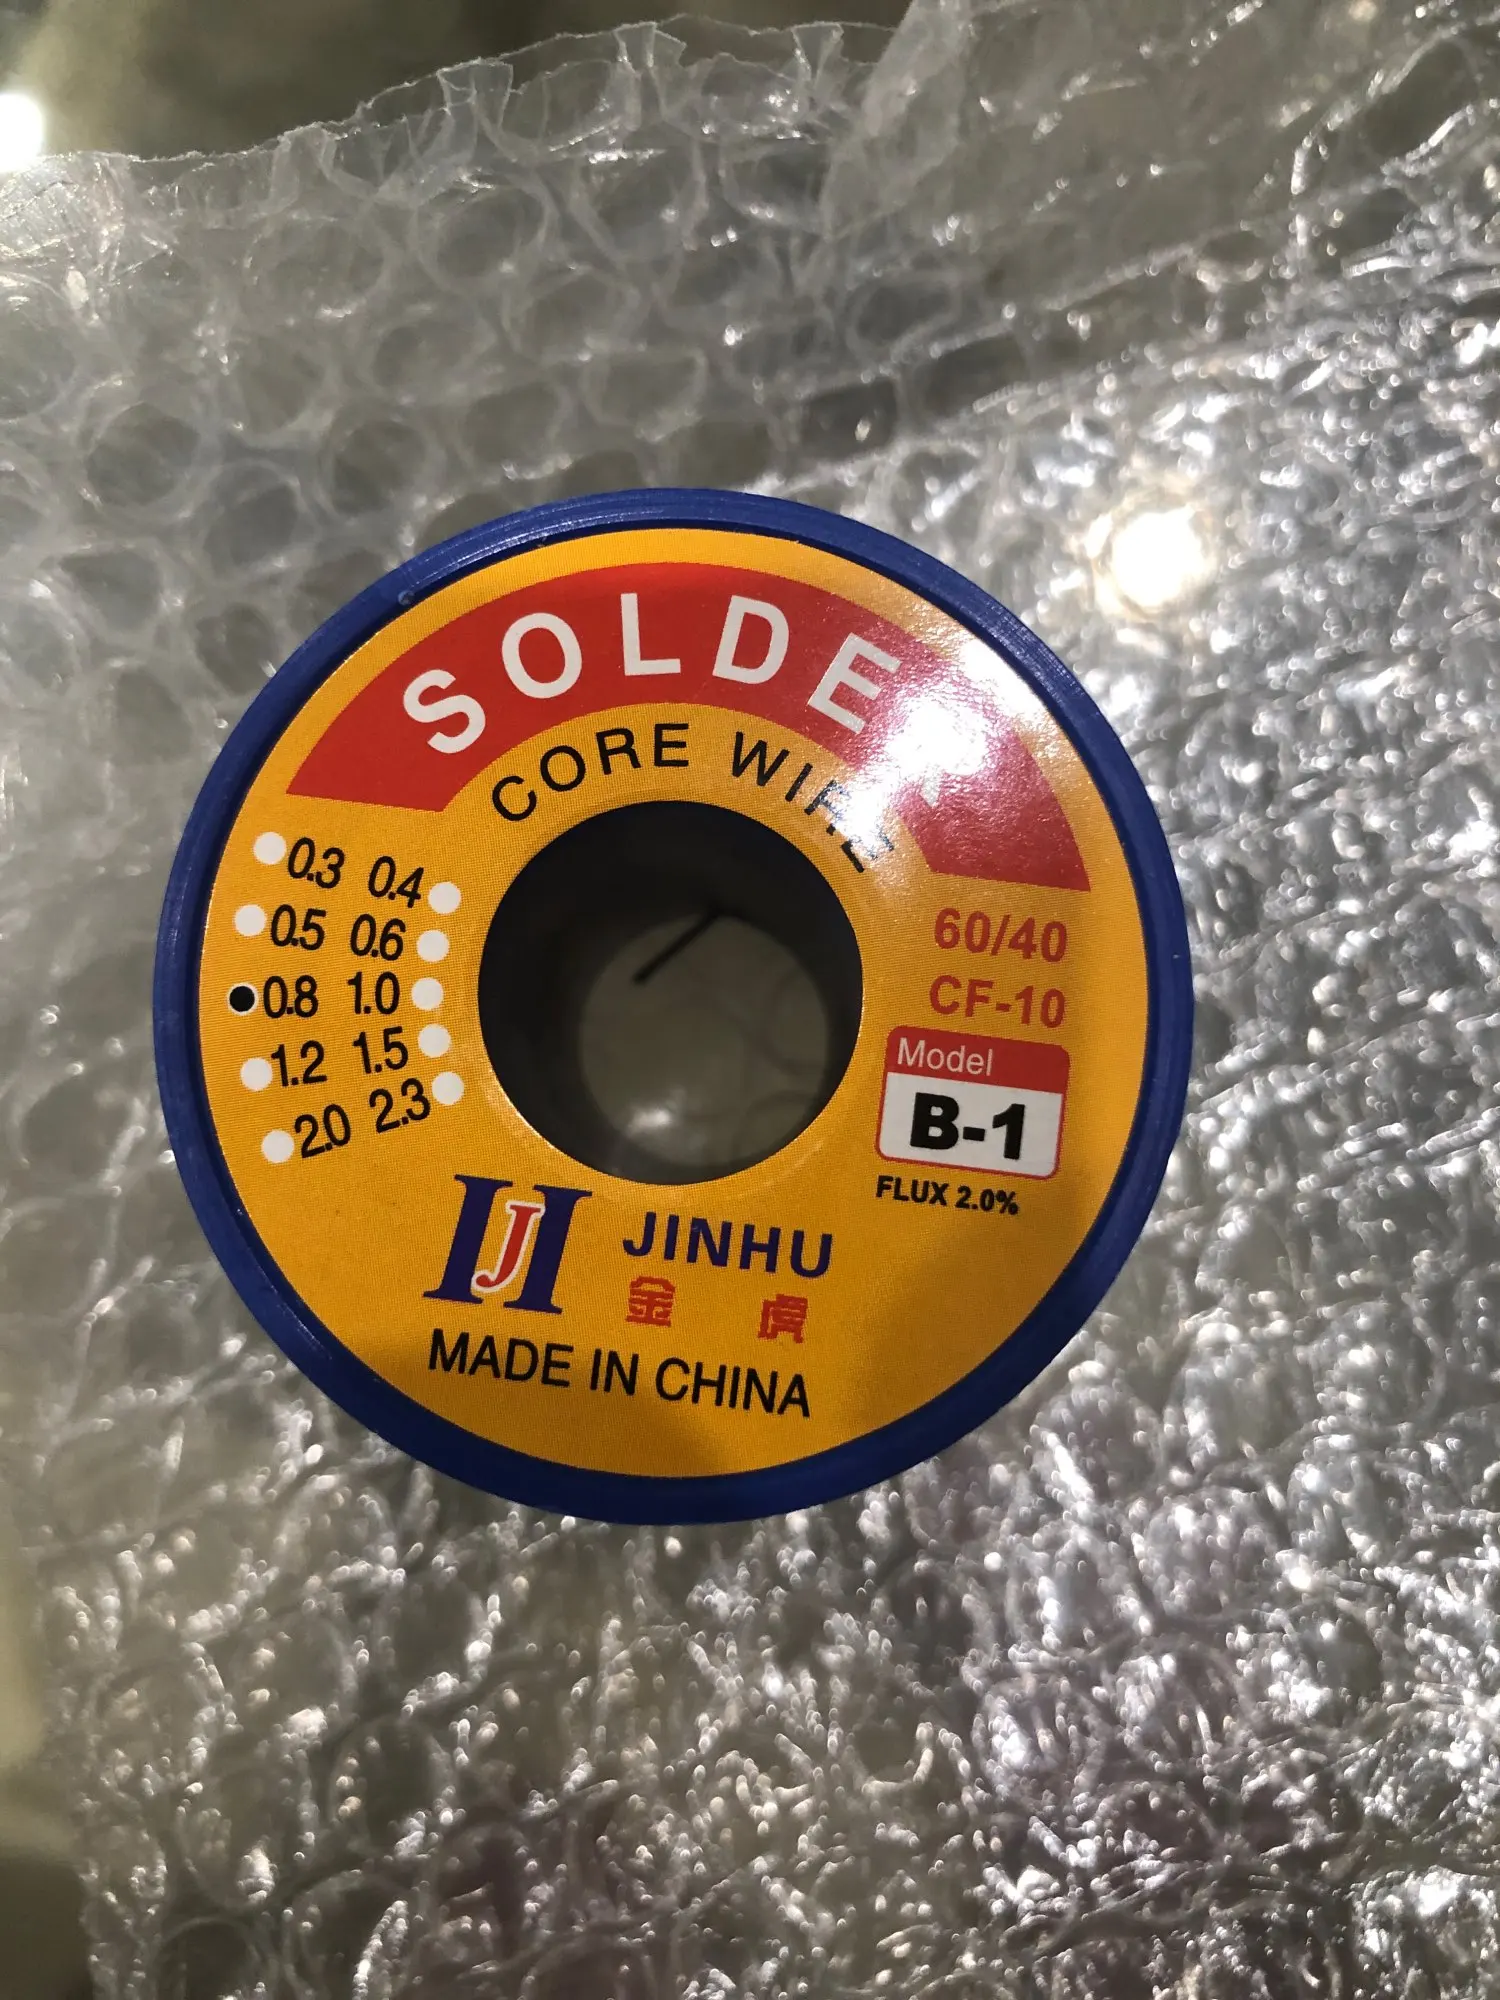 SOLDER
CORE WIRE
0.3 0.4
0.5 0.6
0.8 1.0
1.2 1.5
2.0 2.3
60/40
CF-10
Model
B-1
FLUX 2.0%
JH
JINHU
金虎
MADE IN CHINA